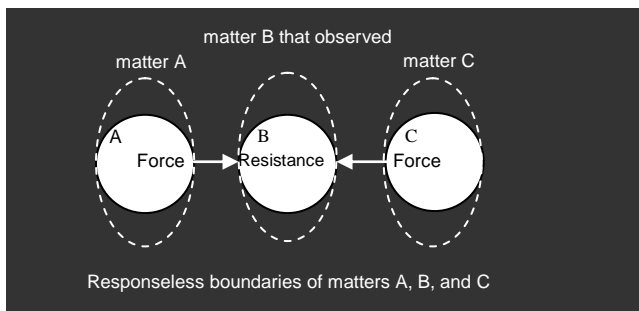 matter B that observed
matter A
matter C
A
B
C
Force
Resistance
Force
Responseless boundaries of matters A, B, and C